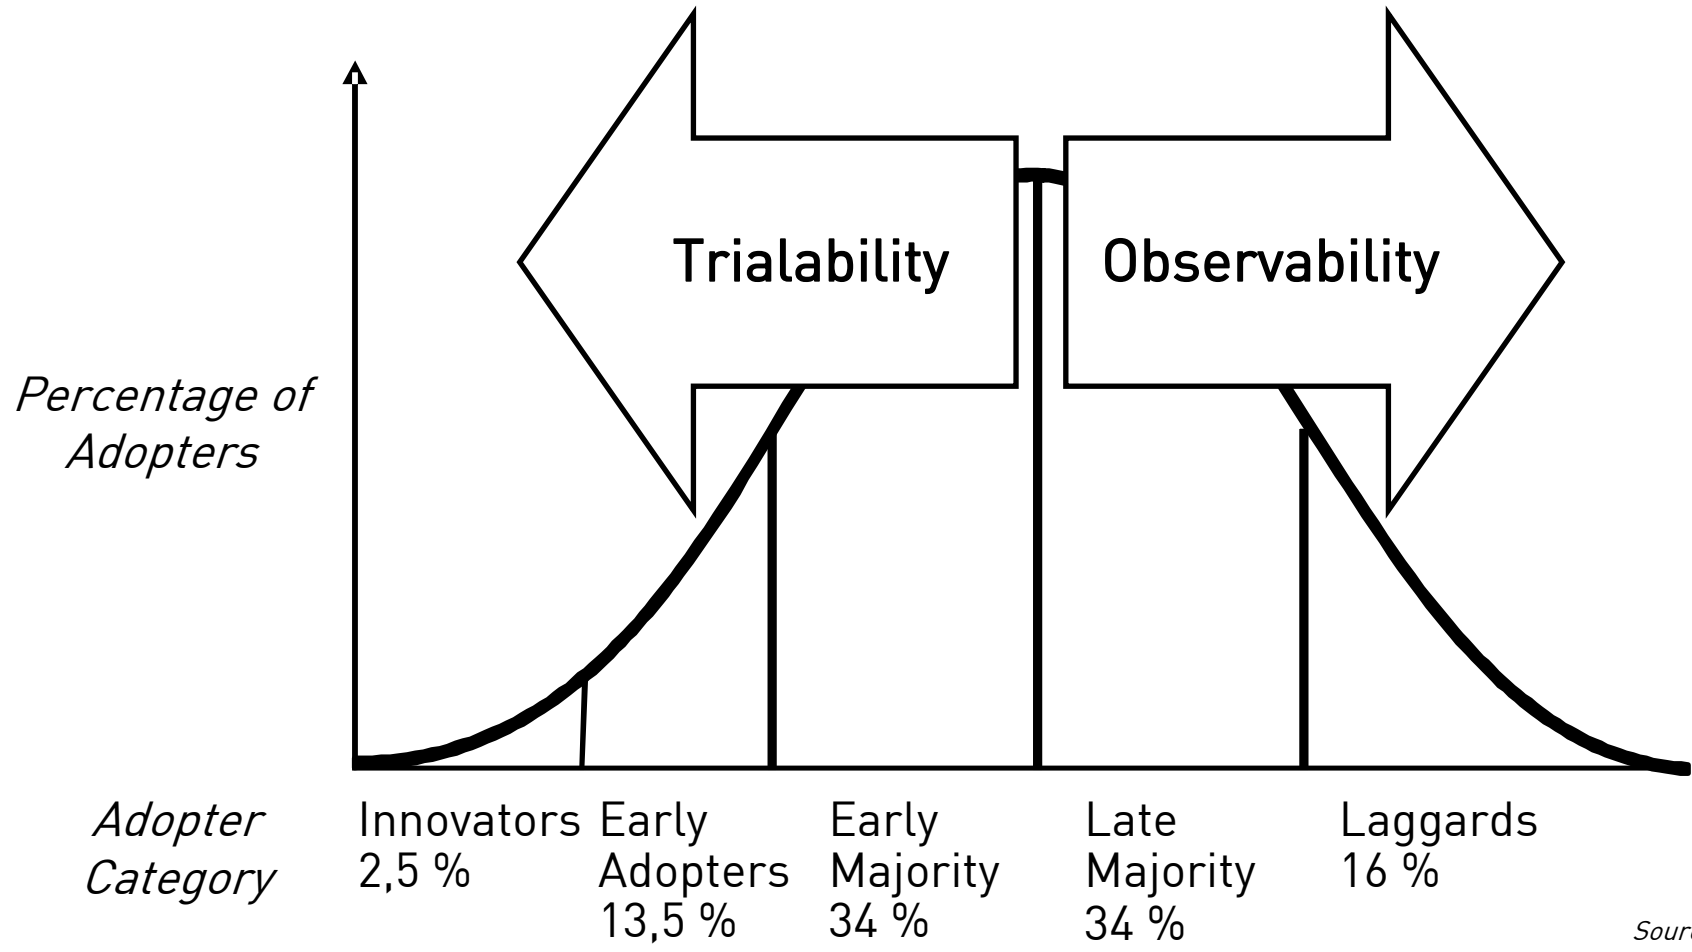 Trialability
Observability
Percentage of
Adopters
Adopter
Category
Innovators
2,5 %
Early
Adopters
13,5 %
Early
Majority
34 %
Late
Majority
34 %
Laggards
16 %